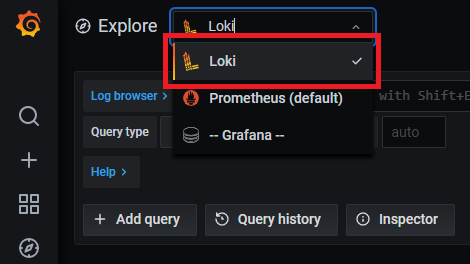 Explore
Loki
Loki
Log browser >
Prometheus (default)
with Shift+E
Query type
-- Grafana --
auto
Help >
+ Add query
Query history
Inspector